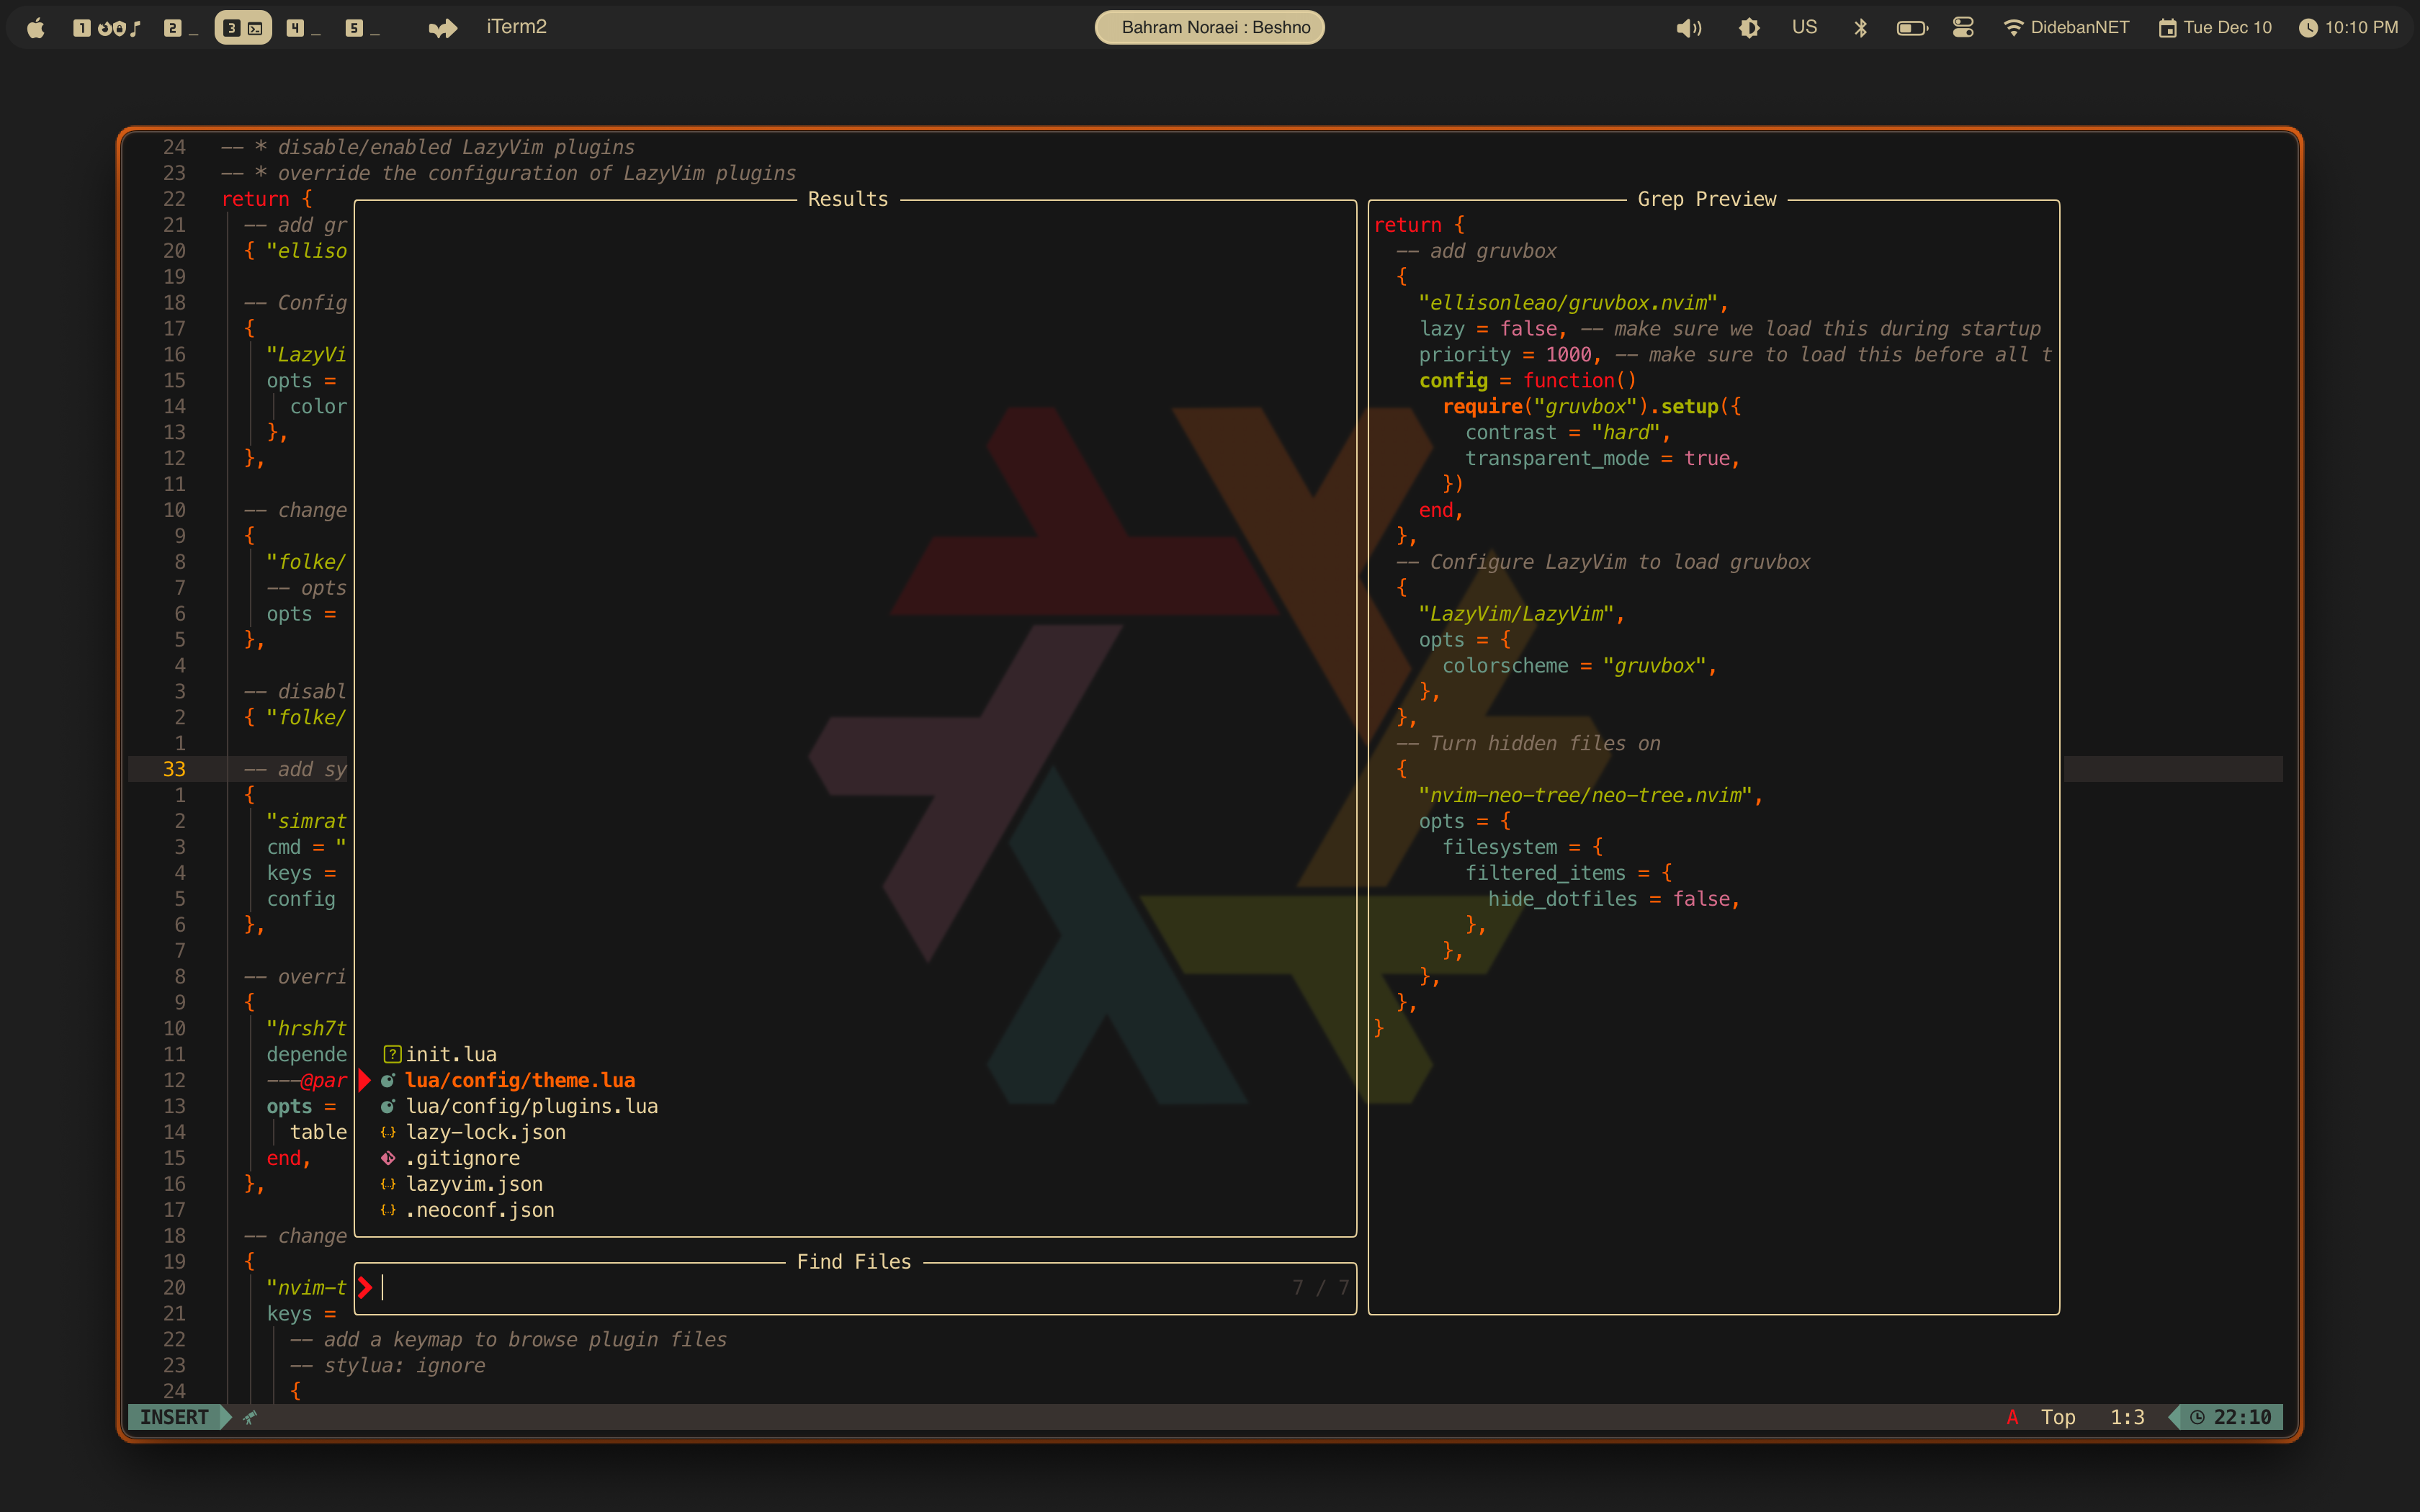 1 2 _ 3 4 _ 5 _ iTerm2 Bahram Noraei : Beshno US DidebanNET Tue Dec 10 10:10 PM
24 -- * disable/enabled LazyVim plugins
23 -- * override the configuration of LazyVim plugins
22 return {
21 -- add gr
20 { "elliso
19
18 -- Config
17 {
16 "LazyVi
15 opts =
14 color
13 },
12 },
11
10 -- change
9 {
8 "folke/
7 -- opts
6 opts =
5 },
4
3 -- disabl
2 { "folke/
1
33 -- add sy
1 {
2 "simrat
3 cmd = "
4 keys =
5 config
6 },
7
8 -- overri
9 {
10 "hrsh7t
11 depende
12 ---@par
13 opts =
14 table
15 end,
16 },
17
18 -- change
19 {
20 "nvim-t
21 keys =
22 -- add a keymap to browse plugin files
23 -- stylua: ignore
24 {
Results
init.lua
lua/config/theme.lua
lua/config/plugins.lua
lazy-lock.json
.gitignore
lazyvim.json
.neoconf.json
Find Files
7 / 7
Grep Preview
return {
-- add gruvbox
{
"ellisonleao/gruvbox.nvim",
lazy = false, -- make sure we load this during startup
priority = 1000, -- make sure to load this before all t
config = function()
require("gruvbox").setup({
contrast = "hard",
transparent_mode = true,
})
end,
},
-- Configure LazyVim to load gruvbox
{
"LazyVim/LazyVim",
opts = {
colorscheme = "gruvbox",
},
},
-- Turn hidden files on
{
"nvim-neo-tree/neo-tree.nvim",
opts = {
filesystem = {
filtered_items = {
hide_dotfiles = false,
},
},
},
},
}
INSERT A Top 1:3 22:10